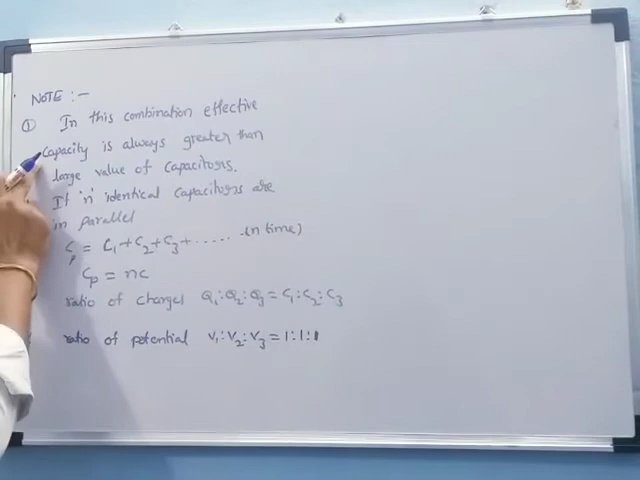 NOTE :-
① In this combination effective
Capacity is always greater than
large value of capacitors.
If 'n' identical capacitors are
in parallel
Cp = C1+C2+C3+...... (n time)
Cp = nc
ratio of charges Q1:Q2:Q3 = C1:C2:C3
ratio of potential V1:V2:V3 = 1:1:1